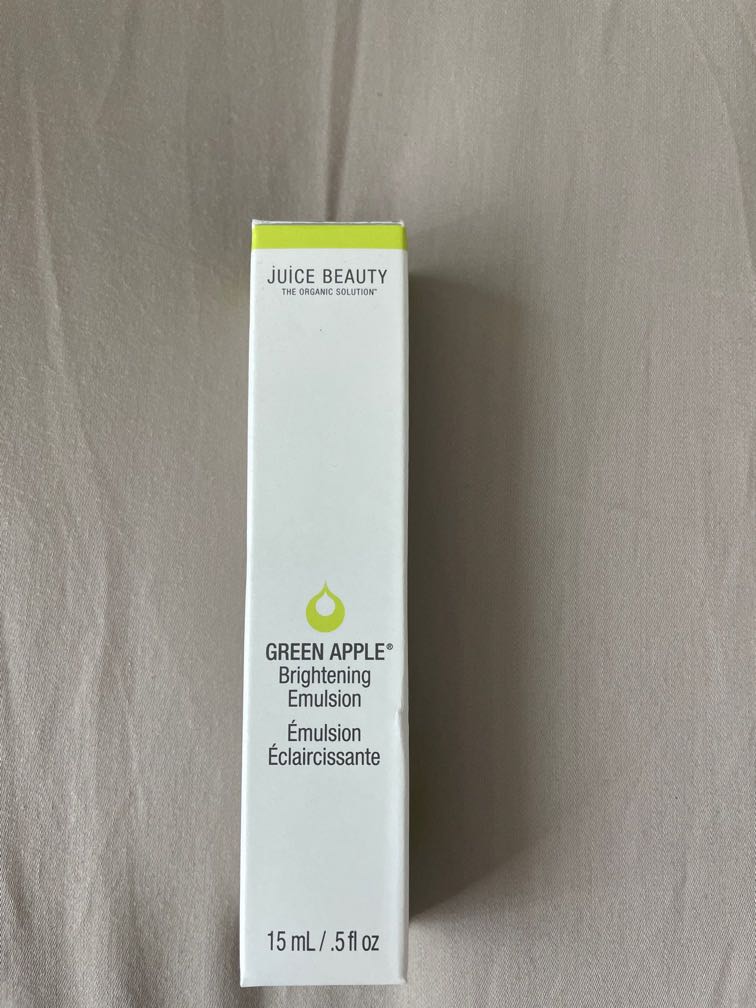 JUICE BEAUTY
THE ORGANIC SOLUTION™
GREEN APPLE®
Brightening
Emulsion
Émulsion
Éclaircissante
15 mL / .5 fl oz